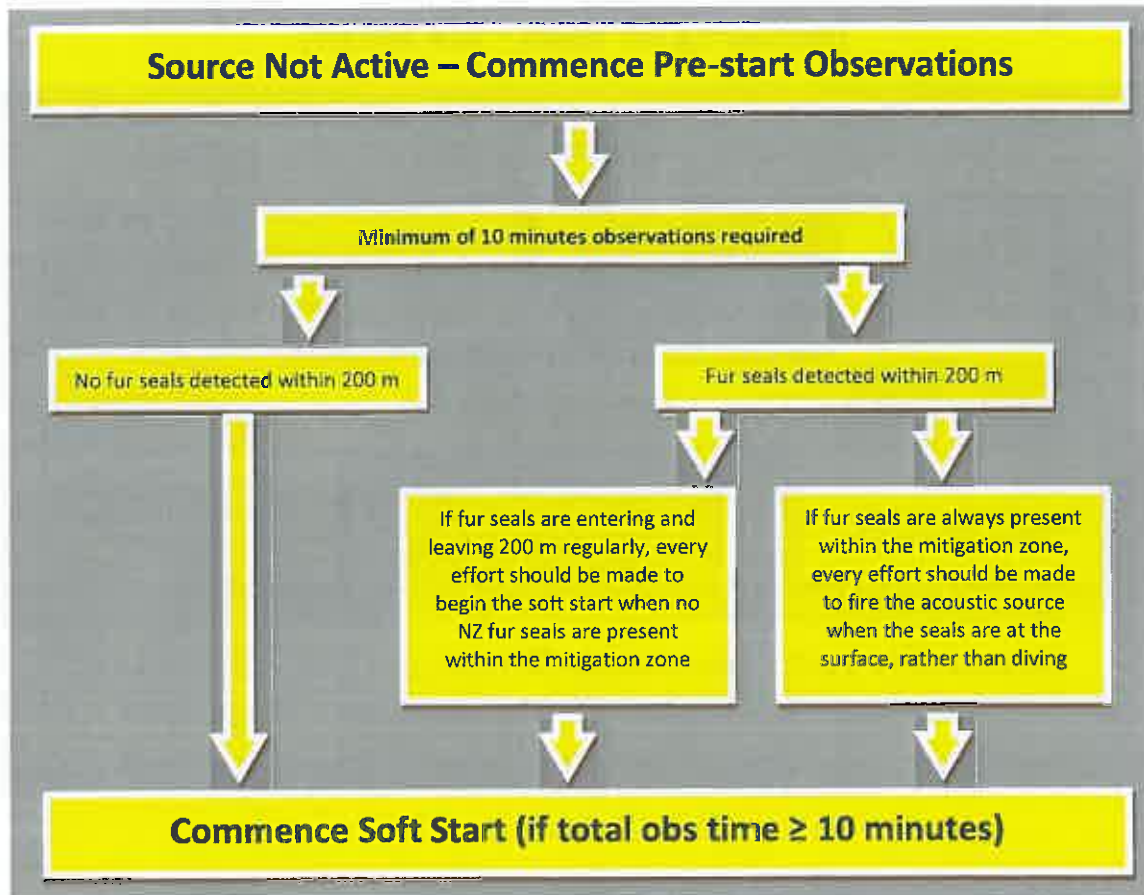 Source Not Active – Commence Pre-start Observations
Minimum of 10 minutes observations required
No fur seals detected within 200 m
Fur seals detected within 200 m
If fur seals are entering and
leaving 200 m regularly, every
effort should be made to
begin the soft start when no
NZ fur seals are present
within the mitigation zone
If fur seals are always present
within the mitigation zone,
every effort should be made
to fire the acoustic source
when the seals are at the
surface, rather than diving
Commence Soft Start (if total obs time ≥ 10 minutes)